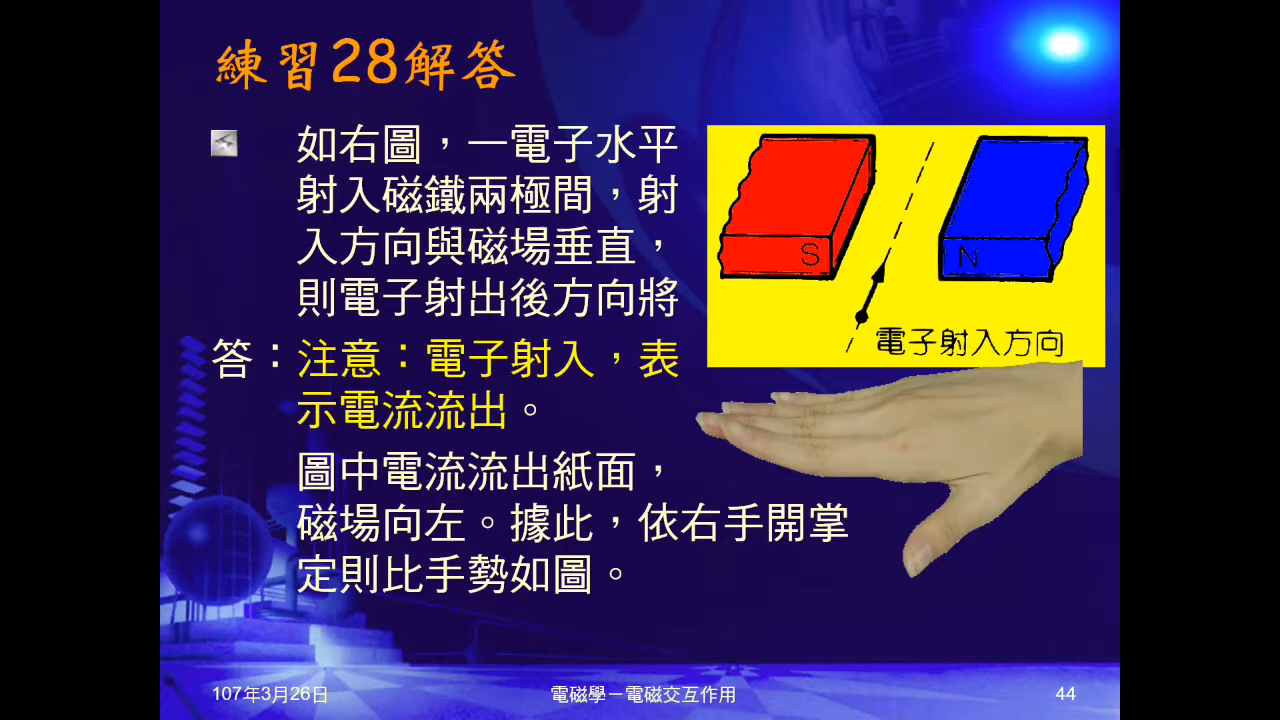 練習28解答
如右圖，一電子水平
射入磁鐵兩極間，射
入方向與磁場垂直，
則電子射出後方向將
S
N
電子射入方向
答：注意：電子射入，表
示電流流出。
圖中電流流出紙面，
磁場向左。據此，依右手開掌
定則比手勢如圖。
107年3月26日
電磁學－電磁交互作用
44